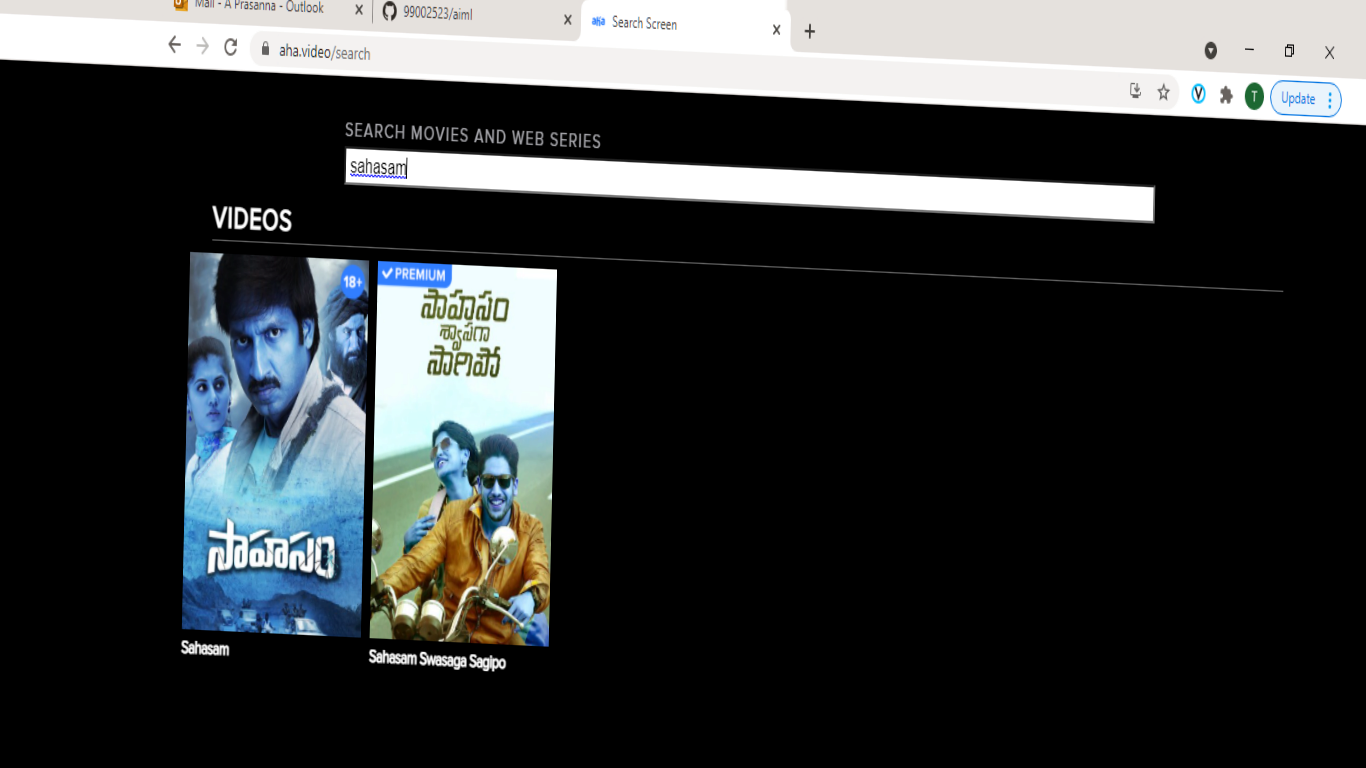 Mail - A Prasanna - Outlook
99002523/aiml
aha
Search Screen
aha.video/search
T
Update
SEARCH MOVIES AND WEB SERIES
sahasam
VIDEOS
18+
PREMIUM
సాహసం
సాహసం
శ్వాసగా
సాగిపో
Sahasam
Sahasam Swasaga Sagipo